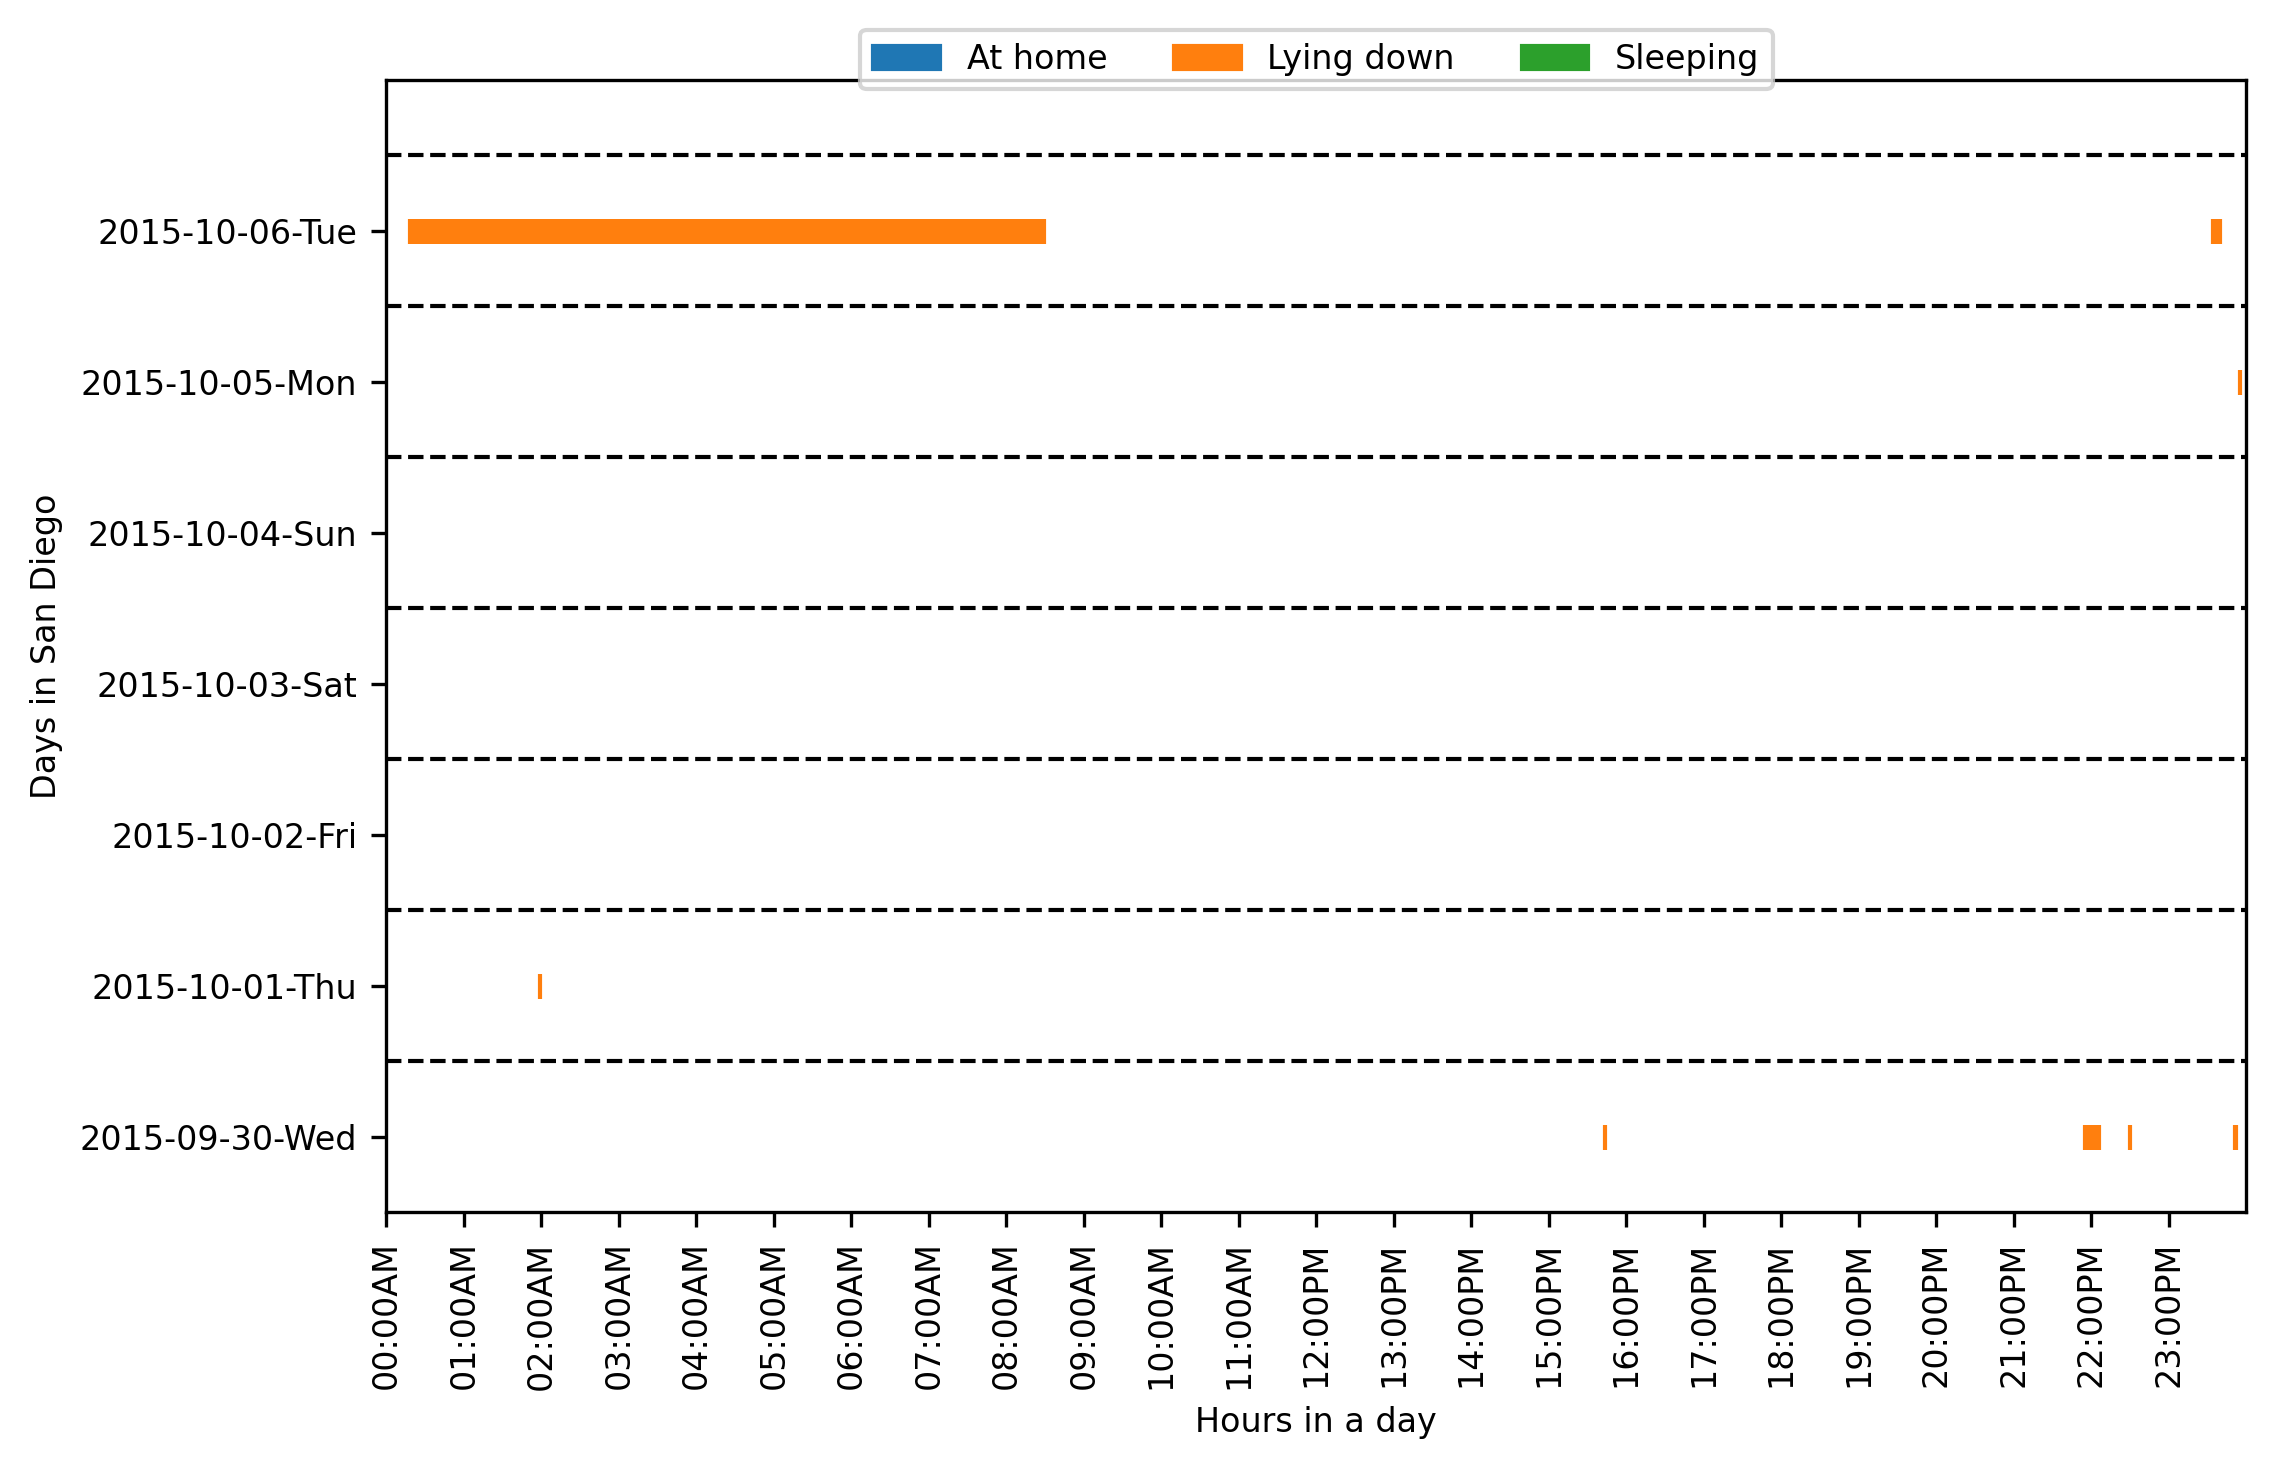 At home Lying down Sleeping
2015-10-06-Tue
2015-10-05-Mon
2015-10-04-Sun
2015-10-03-Sat
2015-10-02-Fri
2015-10-01-Thu
2015-09-30-Wed
Days in San Diego
00:00AM
01:00AM
02:00AM
03:00AM
04:00AM
05:00AM
06:00AM
07:00AM
08:00AM
09:00AM
10:00AM
11:00AM
12:00PM
13:00PM
14:00PM
15:00PM
16:00PM
17:00PM
18:00PM
19:00PM
20:00PM
21:00PM
22:00PM
23:00PM
Hours in a day